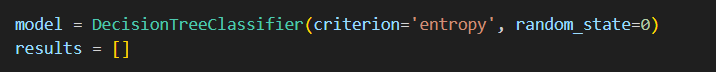 model = DecisionTreeClassifier(criterion='entropy', random_state=0)
results = []